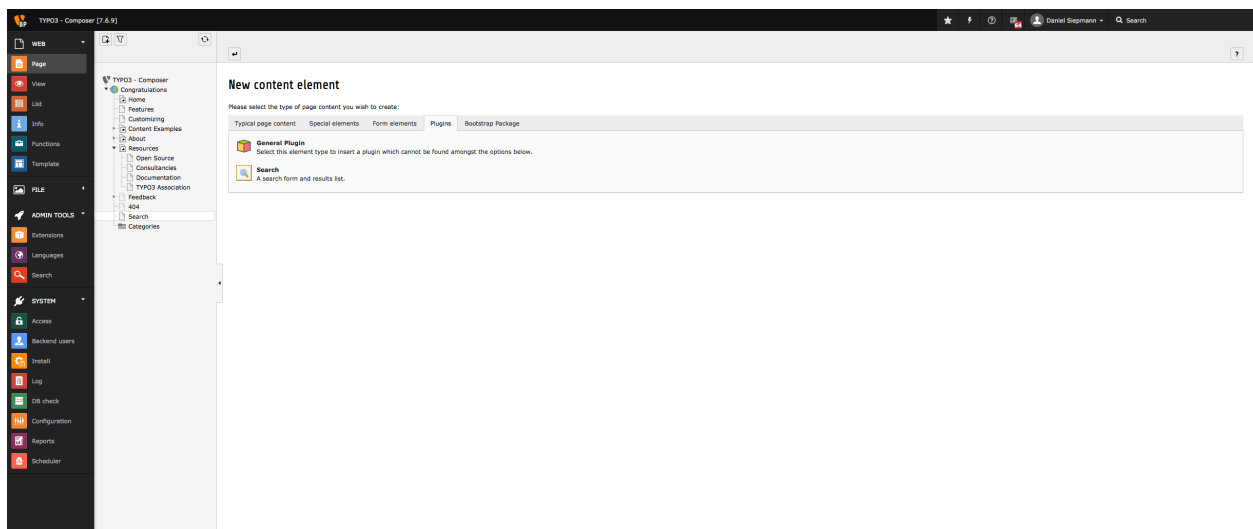 TYPO3 - Composer [7.6.9]
64
Daniel Siepmann
Search
WEB
Page
View
List
Info
Functions
Template
FILE
ADMIN TOOLS
Extensions
Languages
Search
SYSTEM
Access
Backend users
Install
Log
DB check
Configuration
Reports
Scheduler
TYPO3 - Composer
Congratulations
Home
Features
Customizing
Content Examples
About
Resources
Open Source
Consultancies
Documentation
TYPO3 Association
Feedback
404
Search
Categories
?
New content element
Please select the type of page content you wish to create:
Typical page content Special elements Form elements Plugins Bootstrap Package
General Plugin
Select this element type to insert a plugin which cannot be found amongst the options below.
Search
A search form and results list.